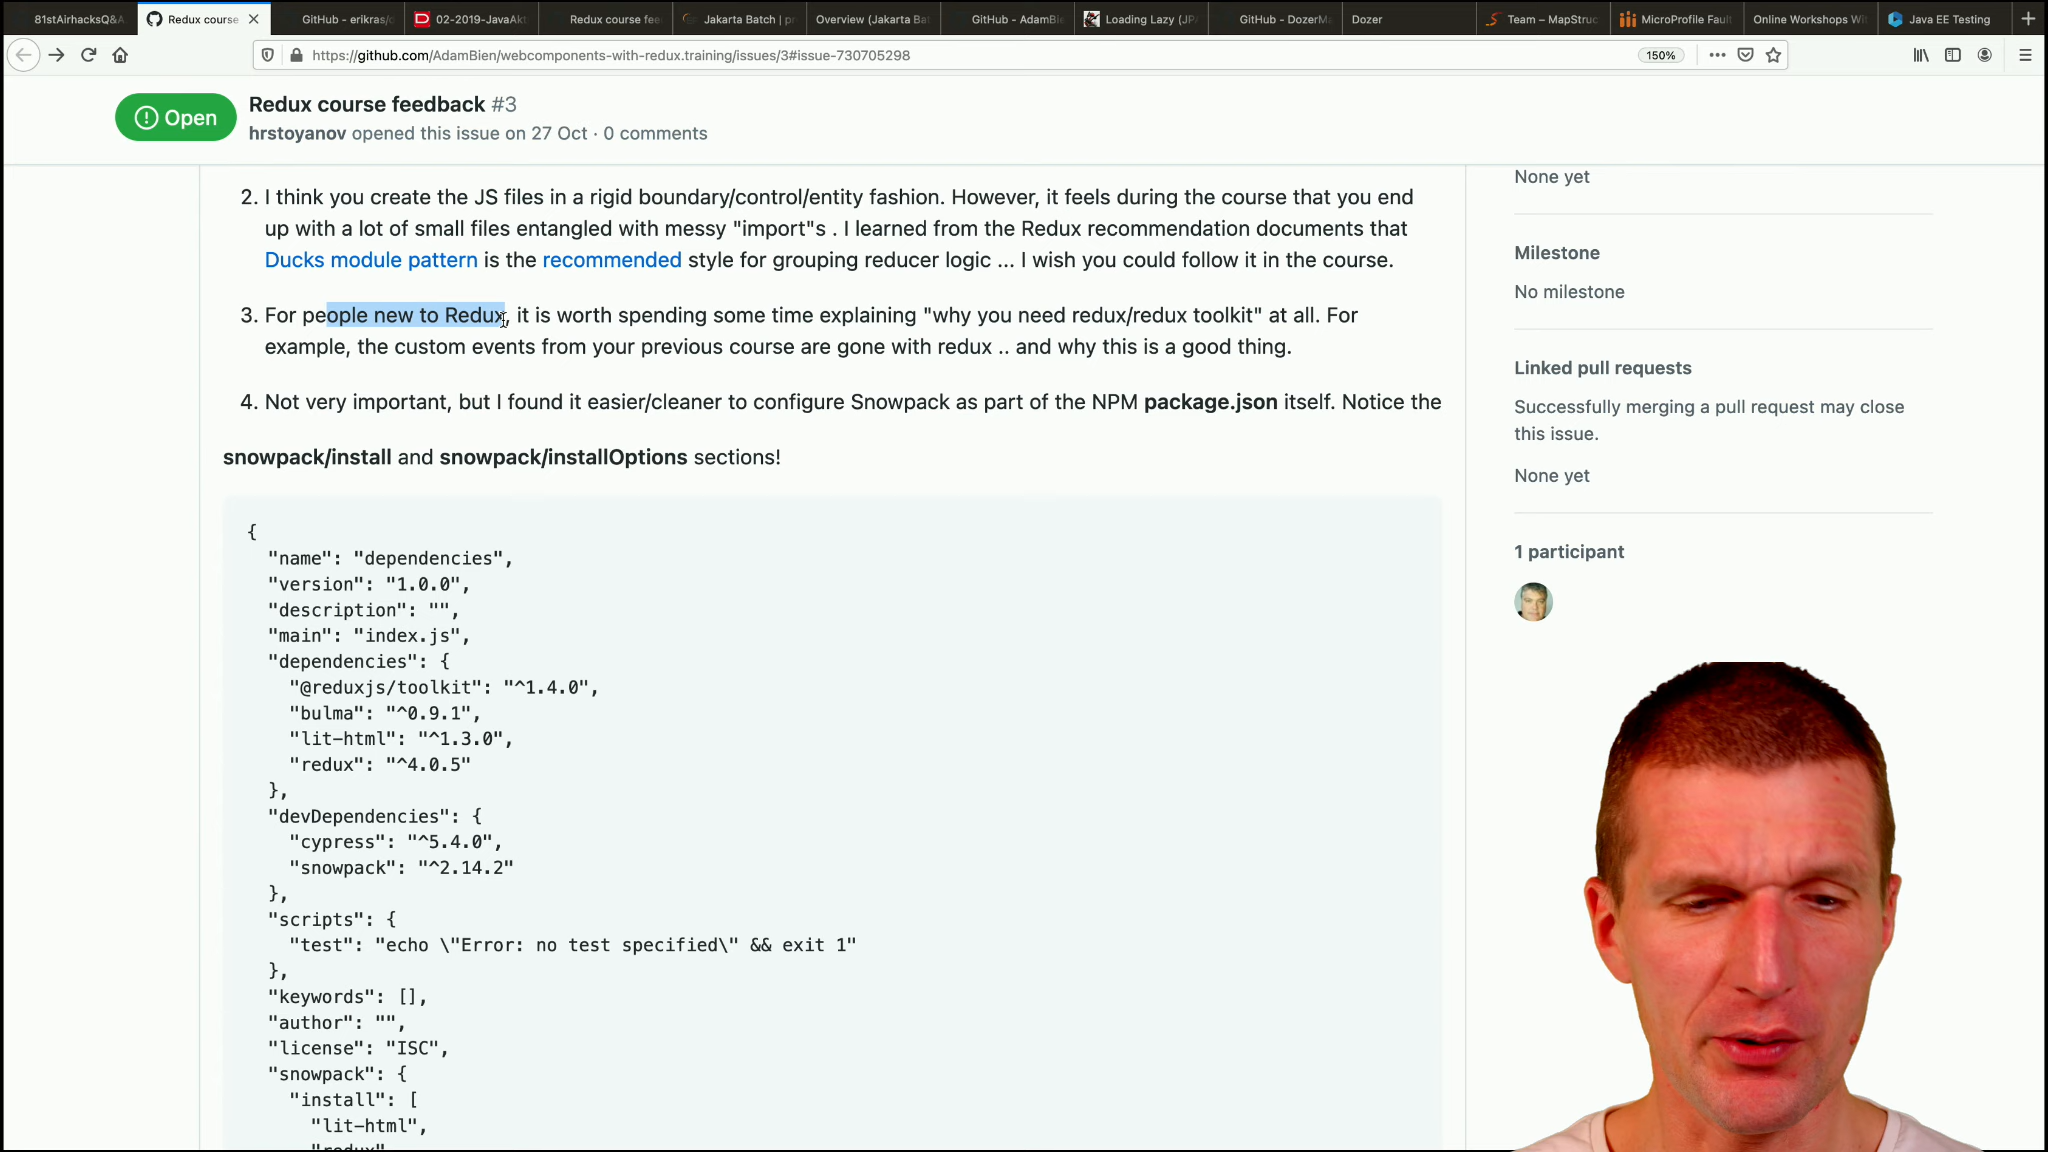 81stAirhacksQ&A
Redux course
GitHub - erikras/d
02-2019-JavaAkt
Redux course fee
Jakarta Batch | pr
Overview (Jakarta Bat
GitHub - AdamBie
Loading Lazy (JPA
GitHub - DozerMa
Dozer
Team – MapStruc
MicroProfile Fault
Online Workshops Wi
Java EE Testing
https://github.com/AdamBien/webcomponents-with-redux.training/issues/3#issue-730705298
150%
Open
Redux course feedback #3
hrstoyanov opened this issue on 27 Oct · 0 comments
2. I think you create the JS files in a rigid boundary/control/entity fashion. However, it feels during the course that you end
up with a lot of small files entangled with messy "import"s . I learned from the Redux recommendation documents that
Ducks module pattern is the recommended style for grouping reducer logic ... I wish you could follow it in the course.
3. For people new to Redux, it is worth spending some time explaining "why you need redux/redux toolkit" at all. For
example, the custom events from your previous course are gone with redux .. and why this is a good thing.
4. Not very important, but I found it easier/cleaner to configure Snowpack as part of the NPM package.json itself. Notice the
snowpack/install and snowpack/installOptions sections!
{
"name": "dependencies",
"version": "1.0.0",
"description": "",
"main": "index.js",
"dependencies": {
"@reduxjs/toolkit": "^1.4.0",
"bulma": "^0.9.1",
"lit-html": "^1.3.0",
"redux": "^4.0.5"
},
"devDependencies": {
"cypress": "^5.4.0",
"snowpack": "^2.14.2"
},
"scripts": {
"test": "echo \"Error: no test specified\" && exit 1"
},
"keywords": [],
"author": "",
"license": "ISC",
"snowpack": {
"install": [
"lit-html",
"redux"
None yet
Milestone
No milestone
Linked pull requests
Successfully merging a pull request may close
this issue.
None yet
1 participant